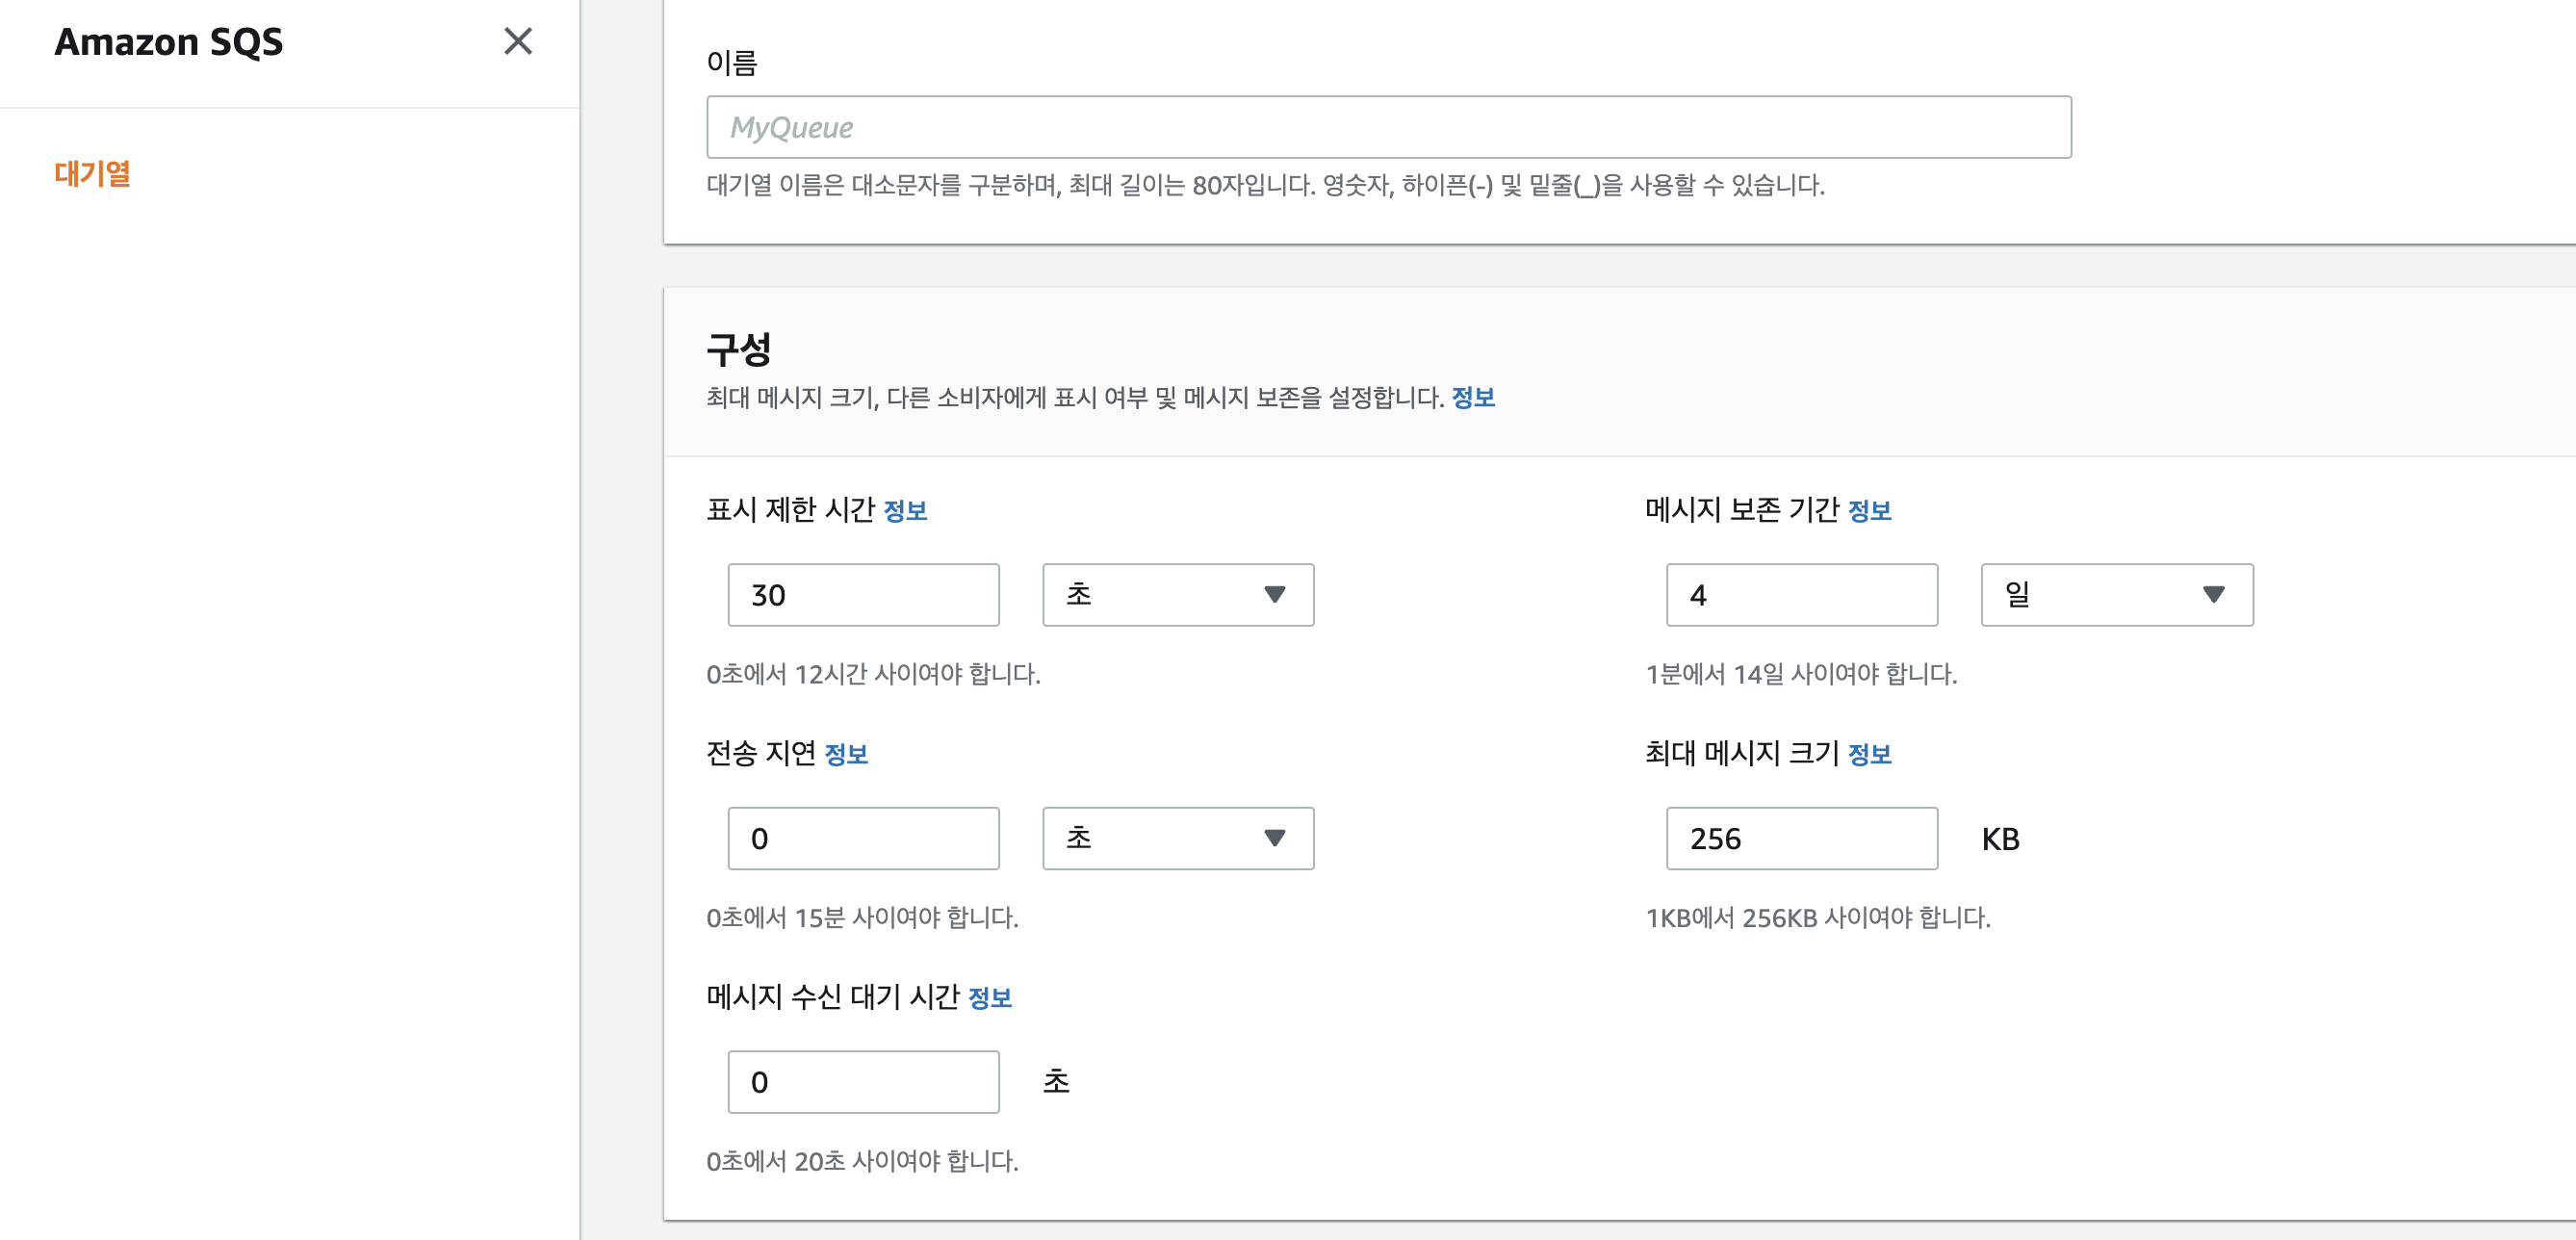 Amazon SQS
대기열
이름
MyQueue
대기열 이름은 대소문자를 구분하며, 최대 길이는 80자입니다. 영숫자, 하이픈(-) 및 밑줄(_)을 사용할 수 있습니다.
구성
최대 메시지 크기, 다른 소비자에게 표시 여부 및 메시지 보존을 설정합니다. 정보
표시 제한 시간 정보
30 초
0초에서 12시간 사이여야 합니다.
메시지 보존 기간 정보
4 일
1분에서 14일 사이여야 합니다.
전송 지연 정보
0 초
0초에서 15분 사이여야 합니다.
최대 메시지 크기 정보
256 KB
1KB에서 256KB 사이여야 합니다.
메시지 수신 대기 시간 정보
0 초
0초에서 20초 사이여야 합니다.